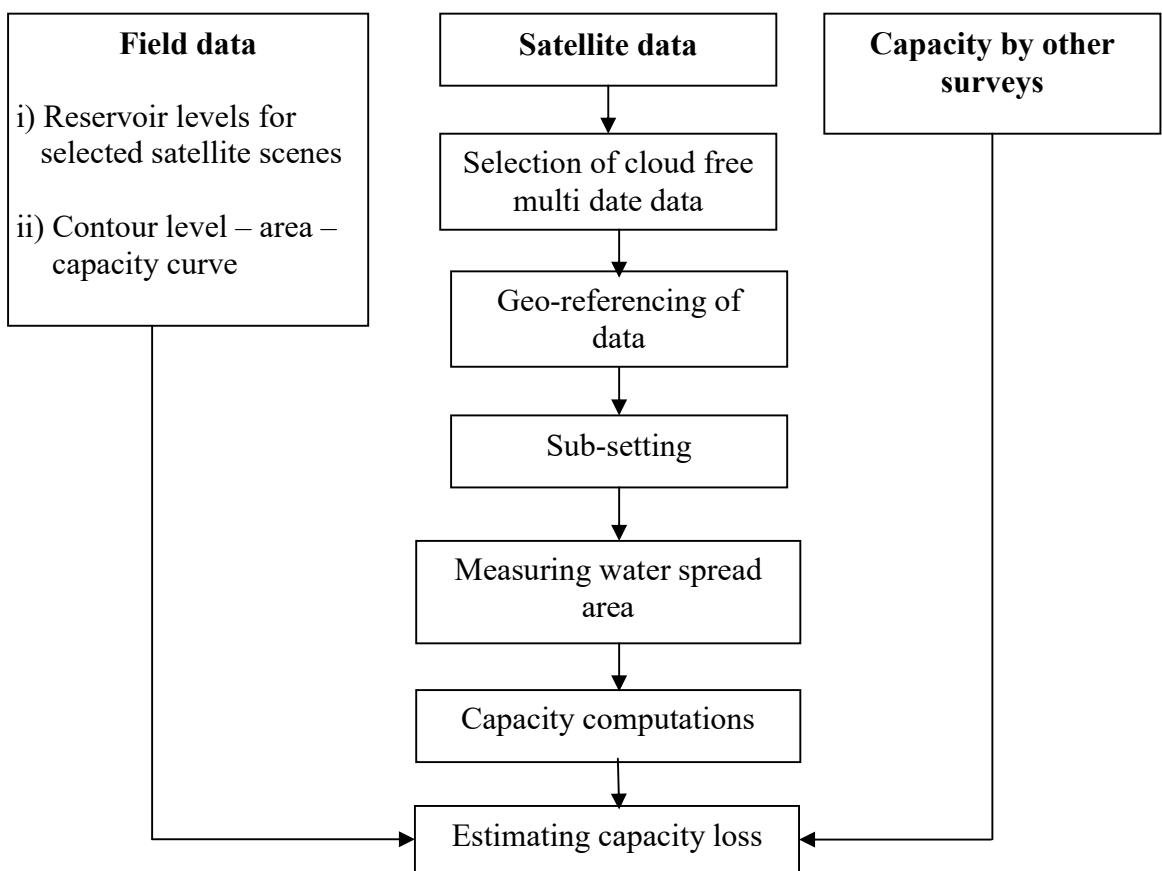 Field data
i) Reservoir levels for
selected satellite scenes
ii) Contour level – area –
capacity curve
Satellite data
Selection of cloud free
multi date data
Geo-referencing of
data
Sub-setting
Measuring water spread
area
Capacity computations
Estimating capacity loss
Capacity by other
surveys